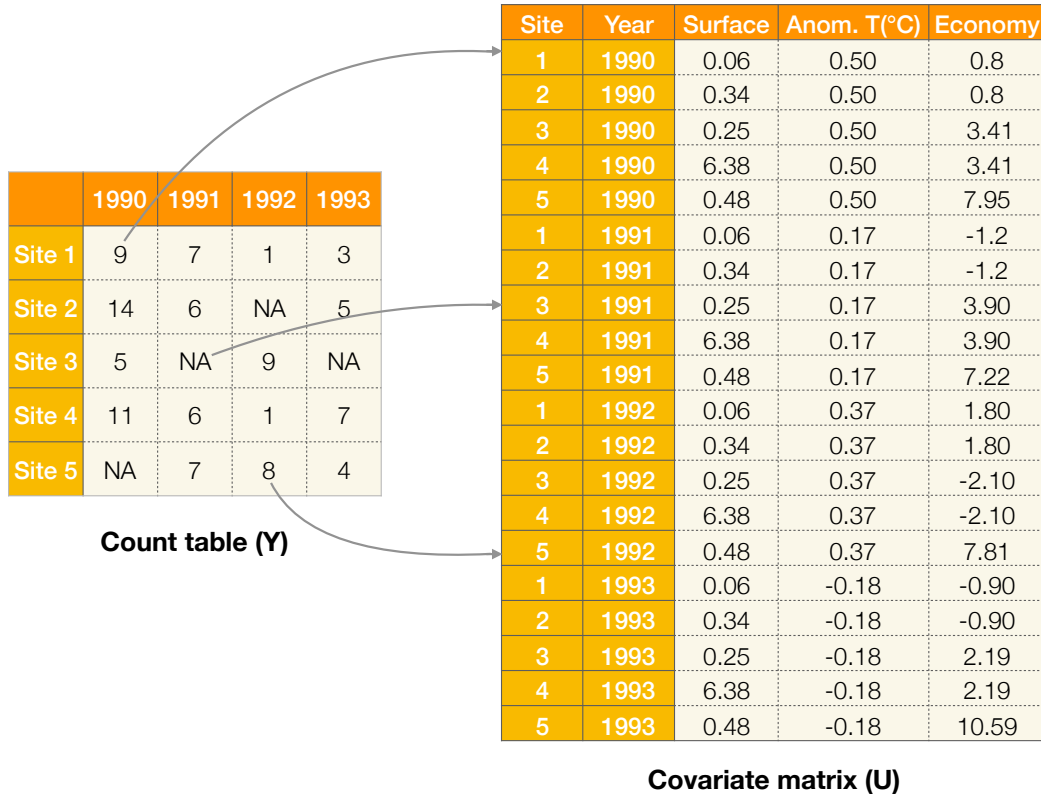 1990 1991 1992 1993
Site 1 9 7 1 3
Site 2 14 6 NA 5
Site 3 5 NA 9 NA
Site 4 11 6 1 7
Site 5 NA 7 8 4
Count table (Y)
Site Year Surface Anom. T(°C) Economy
1 1990 0.06 0.50 0.8
2 1990 0.34 0.50 0.8
3 1990 0.25 0.50 3.41
4 1990 6.38 0.50 3.41
5 1990 0.48 0.50 7.95
1 1991 0.06 0.17 -1.2
2 1991 0.34 0.17 -1.2
3 1991 0.25 0.17 3.90
4 1991 6.38 0.17 3.90
5 1991 0.48 0.17 7.22
1 1992 0.06 0.37 1.80
2 1992 0.34 0.37 1.80
3 1992 0.25 0.37 -2.10
4 1992 6.38 0.37 -2.10
5 1992 0.48 0.37 7.81
1 1993 0.06 -0.18 -0.90
2 1993 0.34 -0.18 -0.90
3 1993 0.25 -0.18 2.19
4 1993 6.38 -0.18 2.19
5 1993 0.48 -0.18 10.59
Covariate matrix (U)